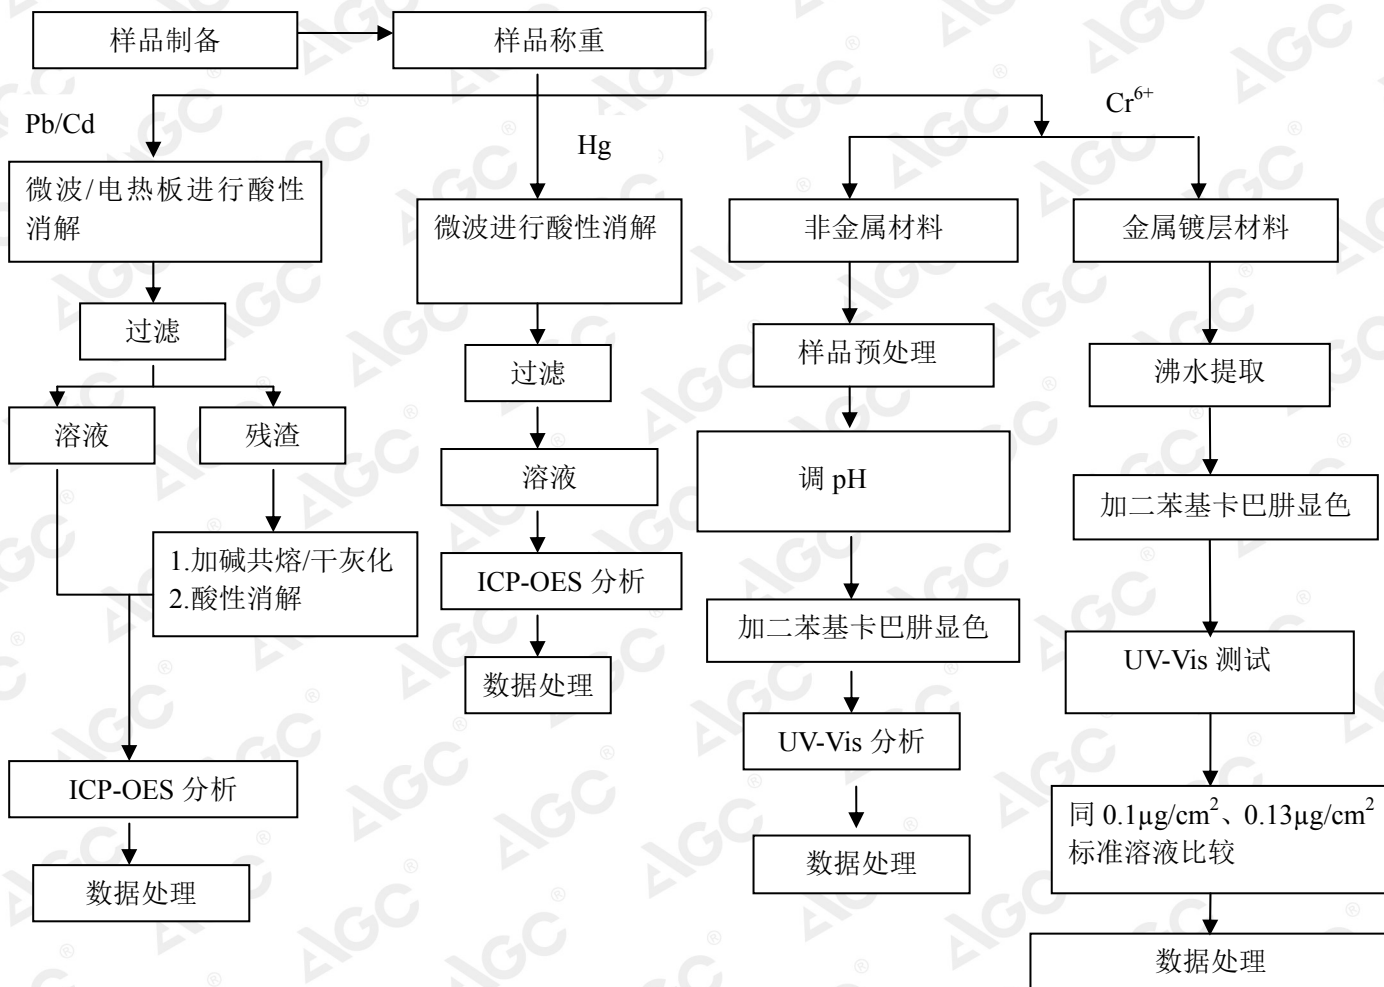 样品制备
样品称重
Pb/Cd
Hg
Cr6+
微波/电热板进行酸性
消解
过滤
溶液
残渣
1.加碱共熔/干灰化
2.酸性消解
ICP-OES 分析
数据处理
微波进行酸性消解
过滤
溶液
ICP-OES 分析
数据处理
非金属材料
样品预处理
调 pH
加二苯基卡巴肼显色
UV-Vis 分析
数据处理
金属镀层材料
沸水提取
加二苯基卡巴肼显色
UV-Vis 测试
同 0.1µg/cm2、0.13µg/cm2
标准溶液比较
数据处理
AGC®